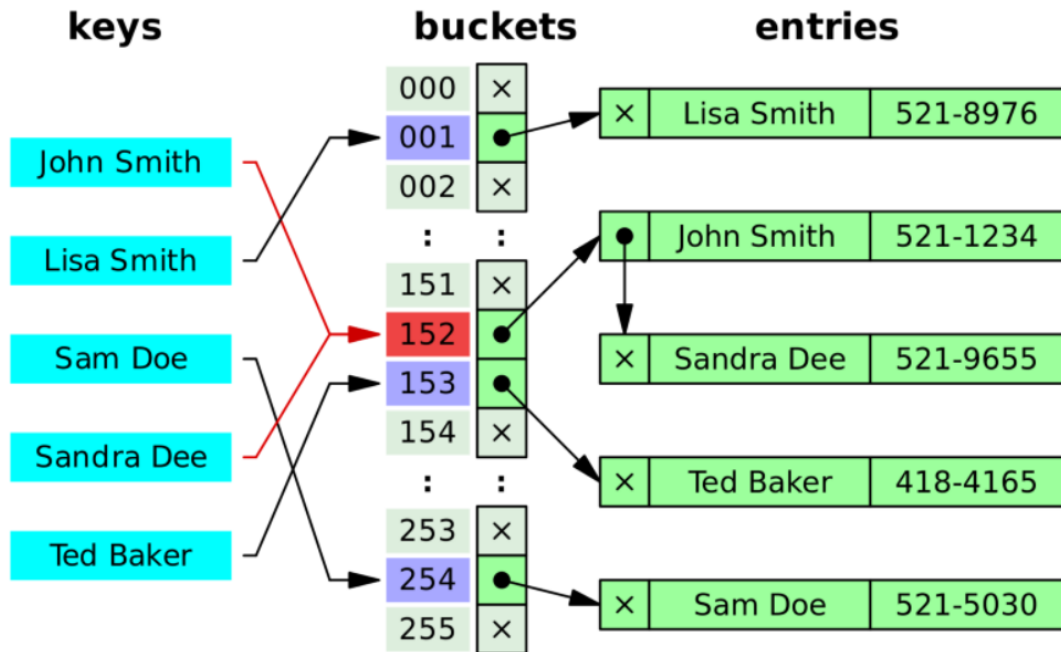 keys
buckets
entries
John Smith
Lisa Smith
Sam Doe
Sandra Dee
Ted Baker
000 ×
001
002 ×
: :
151 ×
152
153
154 ×
: :
253 ×
254
255 ×
× Lisa Smith 521-8976
John Smith 521-1234
× Sandra Dee 521-9655
× Ted Baker 418-4165
× Sam Doe 521-5030